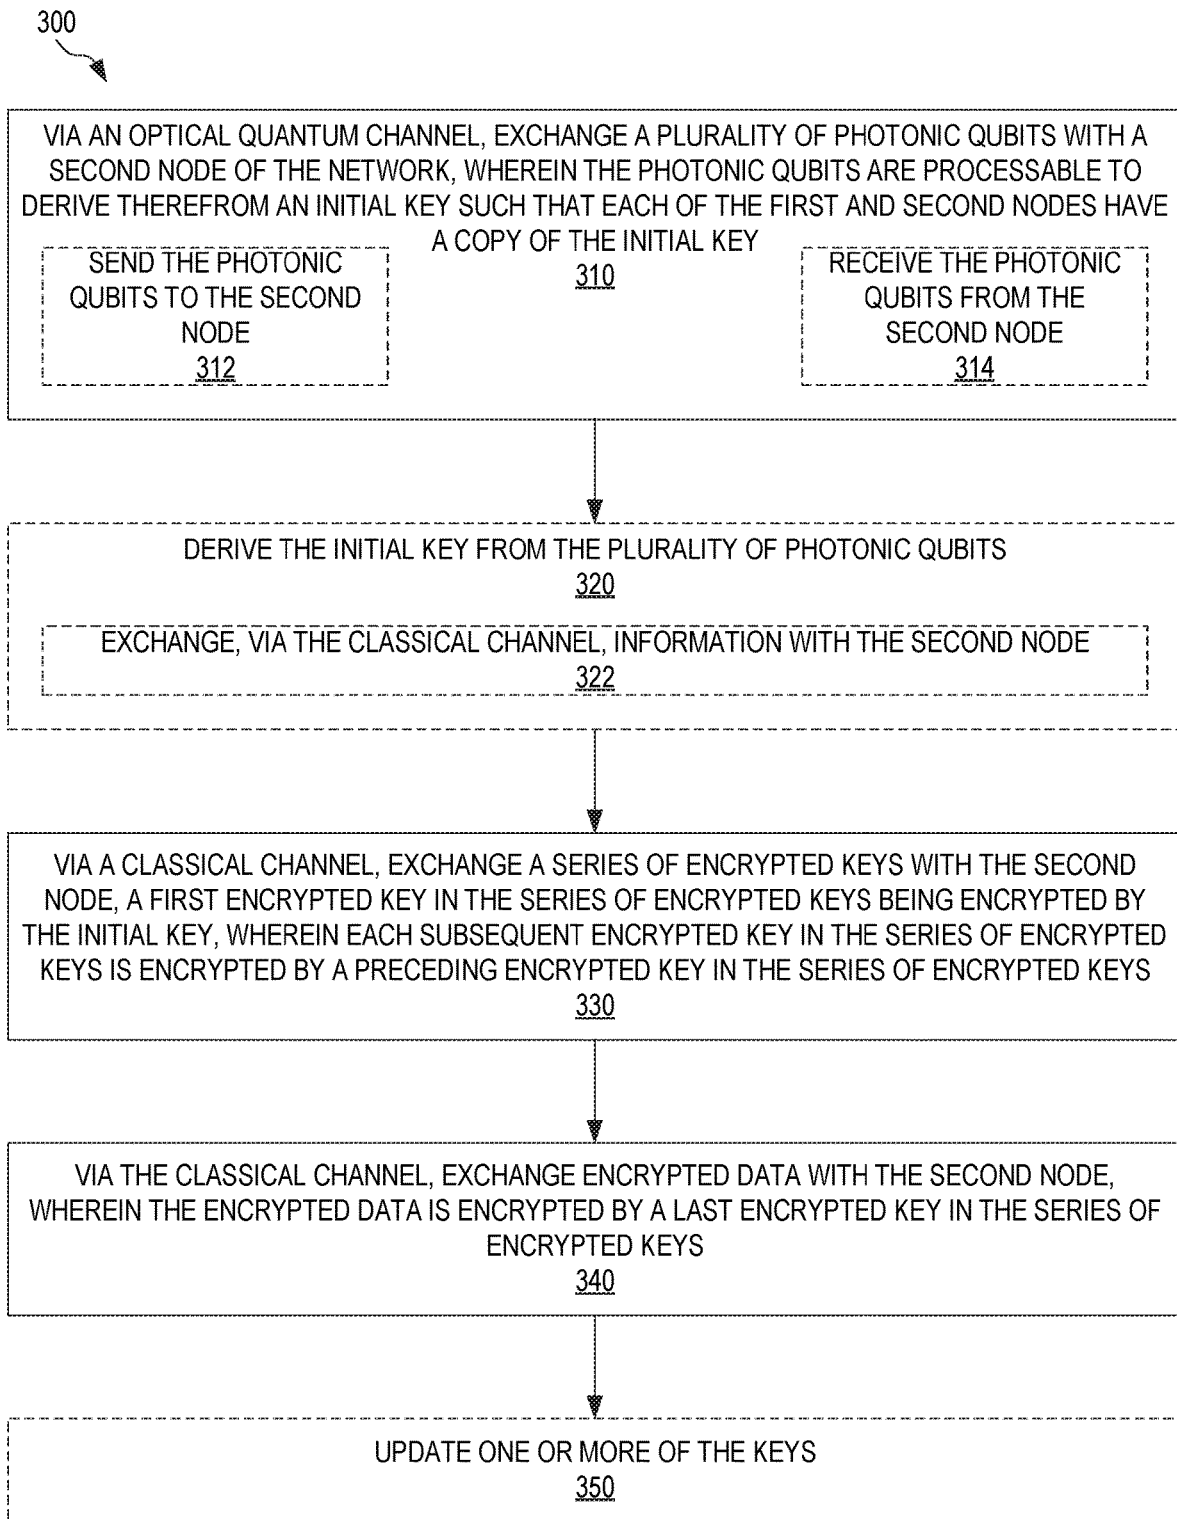 300
VIA AN OPTICAL QUANTUM CHANNEL, EXCHANGE A PLURALITY OF PHOTONIC QUBITS WITH A
SECOND NODE OF THE NETWORK, WHEREIN THE PHOTONIC QUBITS ARE PROCESSABLE TO
DERIVE THEREFROM AN INITIAL KEY SUCH THAT EACH OF THE FIRST AND SECOND NODES HAVE
A COPY OF THE INITIAL KEY
310
SEND THE PHOTONIC
QUBITS TO THE SECOND
NODE
312
RECEIVE THE PHOTONIC
QUBITS FROM THE
SECOND NODE
314
DERIVE THE INITIAL KEY FROM THE PLURALITY OF PHOTONIC QUBITS
320
EXCHANGE, VIA THE CLASSICAL CHANNEL, INFORMATION WITH THE SECOND NODE
322
VIA A CLASSICAL CHANNEL, EXCHANGE A SERIES OF ENCRYPTED KEYS WITH THE SECOND
NODE, A FIRST ENCRYPTED KEY IN THE SERIES OF ENCRYPTED KEYS BEING ENCRYPTED BY
THE INITIAL KEY, WHEREIN EACH SUBSEQUENT ENCRYPTED KEY IN THE SERIES OF ENCRYPTED
KEYS IS ENCRYPTED BY A PRECEDING ENCRYPTED KEY IN THE SERIES OF ENCRYPTED KEYS
330
VIA THE CLASSICAL CHANNEL, EXCHANGE ENCRYPTED DATA WITH THE SECOND NODE,
WHEREIN THE ENCRYPTED DATA IS ENCRYPTED BY A LAST ENCRYPTED KEY IN THE SERIES OF
ENCRYPTED KEYS
340
UPDATE ONE OR MORE OF THE KEYS
350